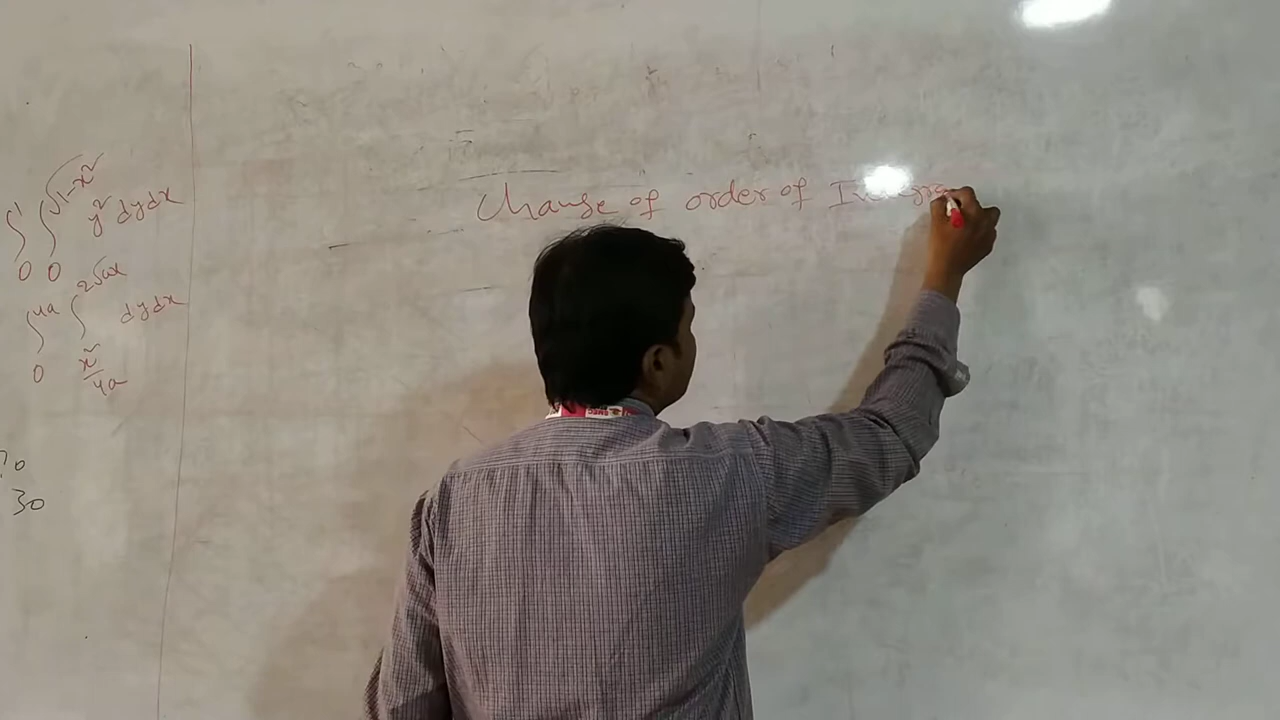 ∫₀¹ ∫₀^√(1-x²) y² dy dx
∫₀^4a ∫_(x²/4a)^(2√ax) dy dx
30
Change of order of Integra